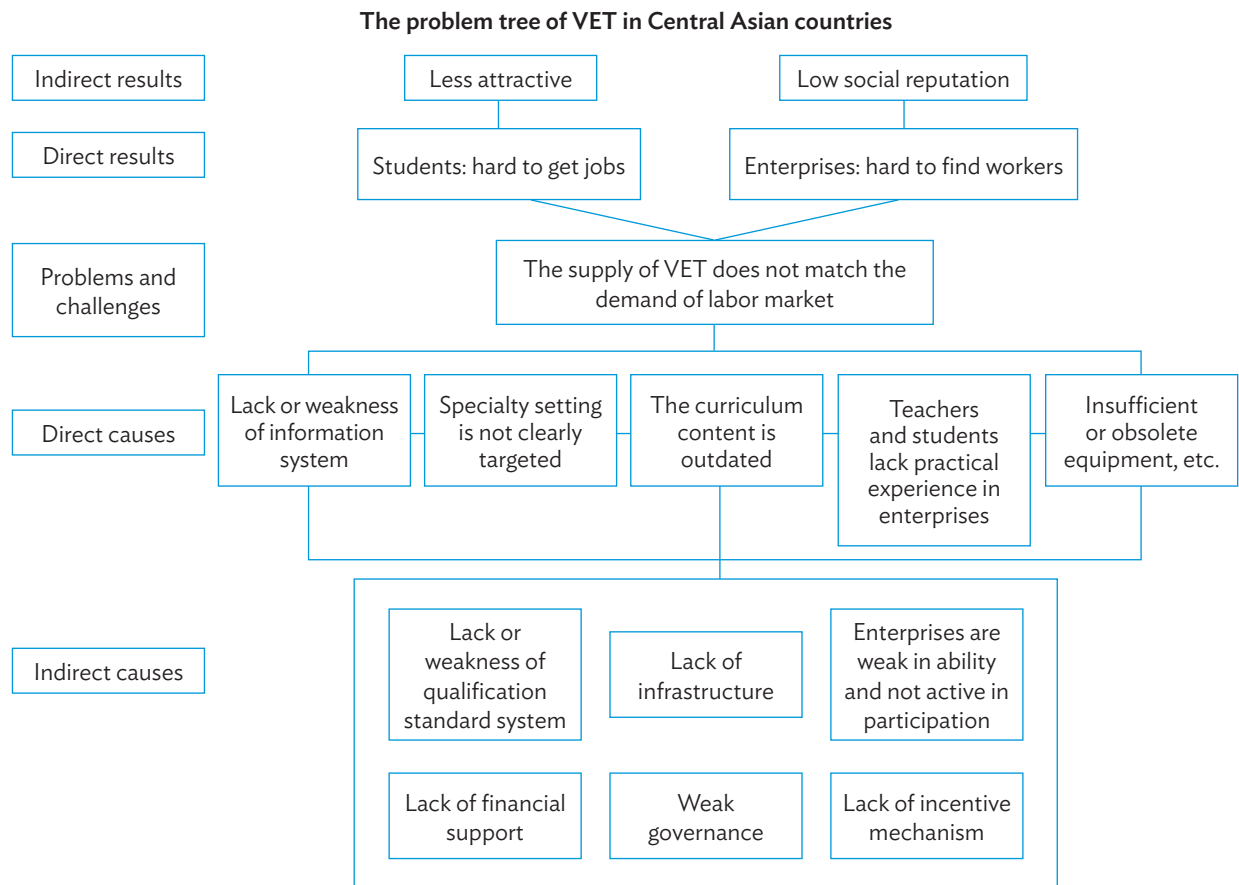 The problem tree of VET in Central Asian countries
Indirect results
Less attractive
Low social reputation
Direct results
Students: hard to get jobs
Enterprises: hard to find workers
Problems and
challenges
The supply of VET does not match the
demand of labor market
Direct causes
Lack or weakness
of information
system
Specialty setting
is not clearly
targeted
The curriculum
content is
outdated
Teachers
and students
lack practical
experience in
enterprises
Insufficient
or obsolete
equipment, etc.
Indirect causes
Lack or
weakness of
qualification
standard system
Lack of
infrastructure
Enterprises are
weak in ability
and not active in
participation
Lack of financial
support
Weak
governance
Lack of incentive
mechanism